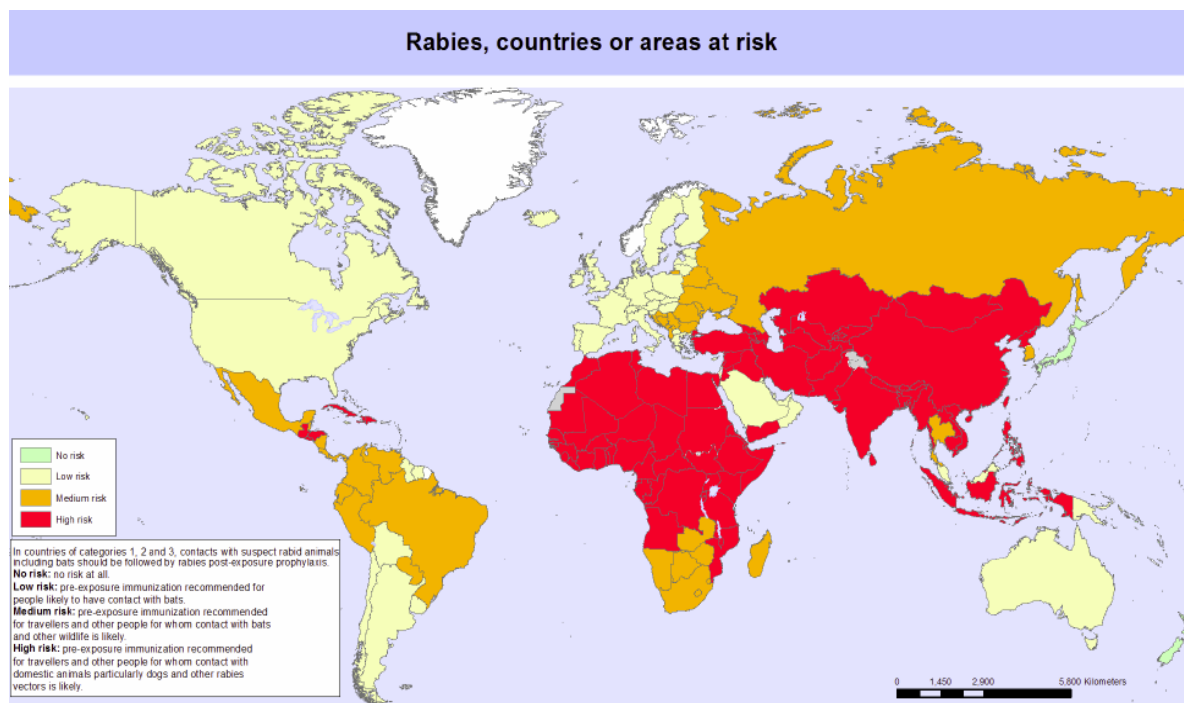 Rabies, countries or areas at risk
No risk
Low risk
Medium risk
High risk
In countries of categories 1, 2 and 3, contacts with suspect rabid animals
including bats should be followed by rabies post-exposure prophylaxis.
No risk: no risk at all.
Low risk: pre-exposure immunization recommended for
people likely to have contact with bats.
Medium risk: pre-exposure immunization recommended
for travellers and other people for whom contact with bats
and other wildlife is likely.
High risk: pre-exposure immunization recommended
for travellers and other people for whom contact with
domestic animals particularly dogs and other rabies
vectors is likely.
0 1,450 2,900 5,800 Kilometers